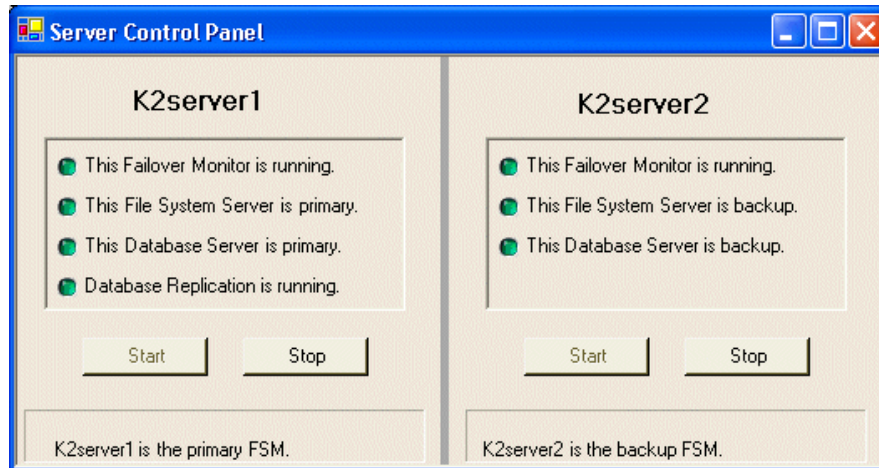 Server Control Panel
K2server1
This Failover Monitor is running.
This File System Server is primary.
This Database Server is primary.
Database Replication is running.
Start
Stop
K2server1 is the primary FSM.
K2server2
This Failover Monitor is running.
This File System Server is backup.
This Database Server is backup.
Start
Stop
K2server2 is the backup FSM.